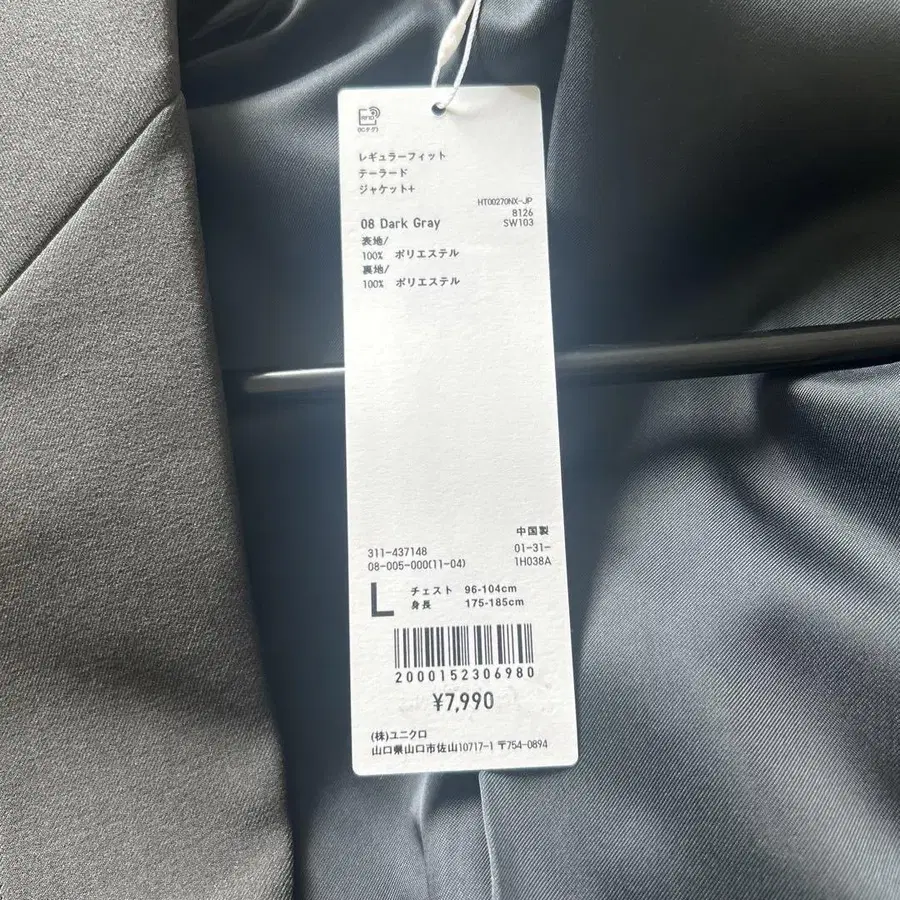 RFID
(ICタグ)
レギュラーフィット
テーラード
ジャケット+
HT00270NX-JP
8126
08 Dark Gray
SW103
表地/
100% ポリエステル
裏地/
100% ポリエステル
中国製
311-437148
01-31-
08-005-000(11-04)
1H038A
L
チェスト 96-104cm
身長 175-185cm
2000152306980
¥7,990
(株)ユニクロ
山口県山口市佐山10717-1 〒754-0894